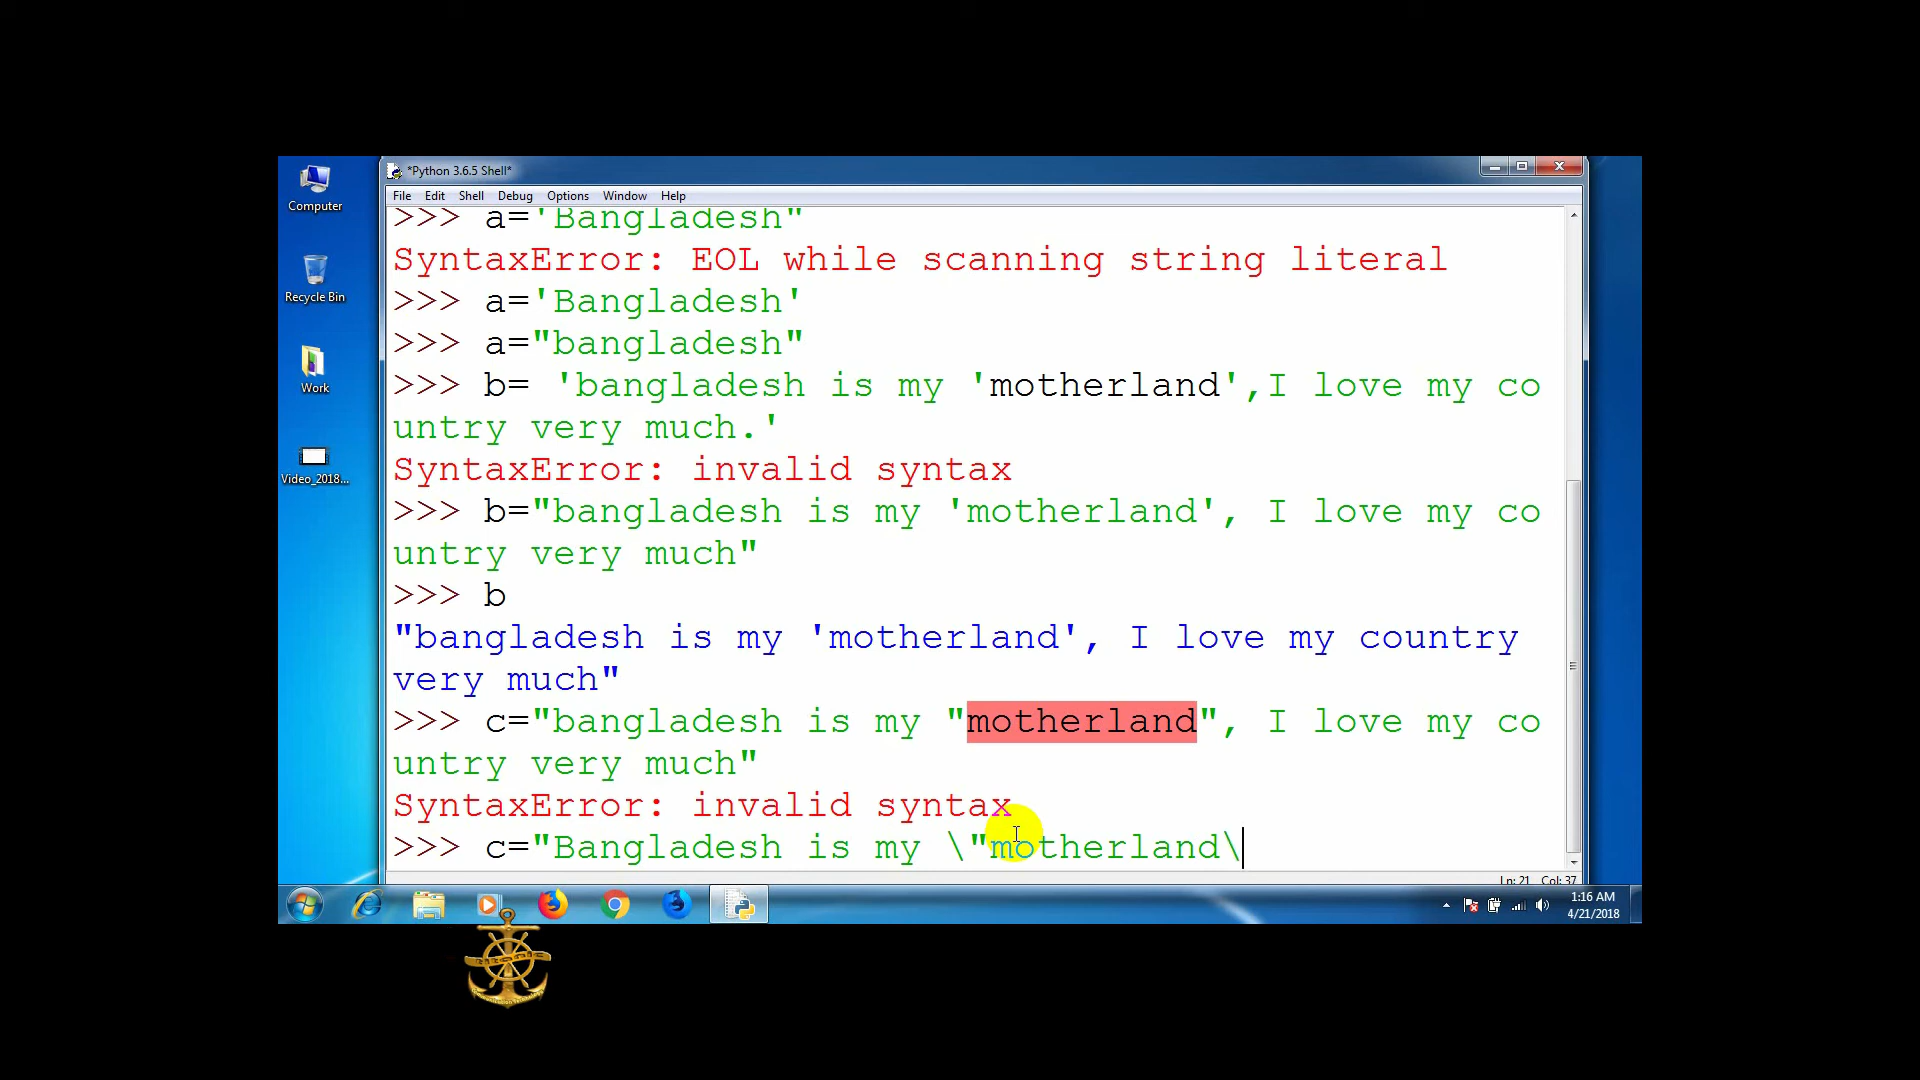 *Python 3.6.5 Shell*
File Edit Shell Debug Options Window Help
Computer
Recycle Bin
Work
Video_2018...
>>> a='Bangladesh"
SyntaxError: EOL while scanning string literal
>>> a='Bangladesh'
>>> a="bangladesh"
>>> b= 'bangladesh is my 'motherland',I love my co
untry very much.'
SyntaxError: invalid syntax
>>> b="bangladesh is my 'motherland', I love my co
untry very much"
>>> b
"bangladesh is my 'motherland', I love my country
very much"
>>> c="bangladesh is my "motherland", I love my co
untry very much"
SyntaxError: invalid syntax
>>> c="Bangladesh is my \"motherland\
Ln: 21 Col: 37
1:16 AM
4/21/2018